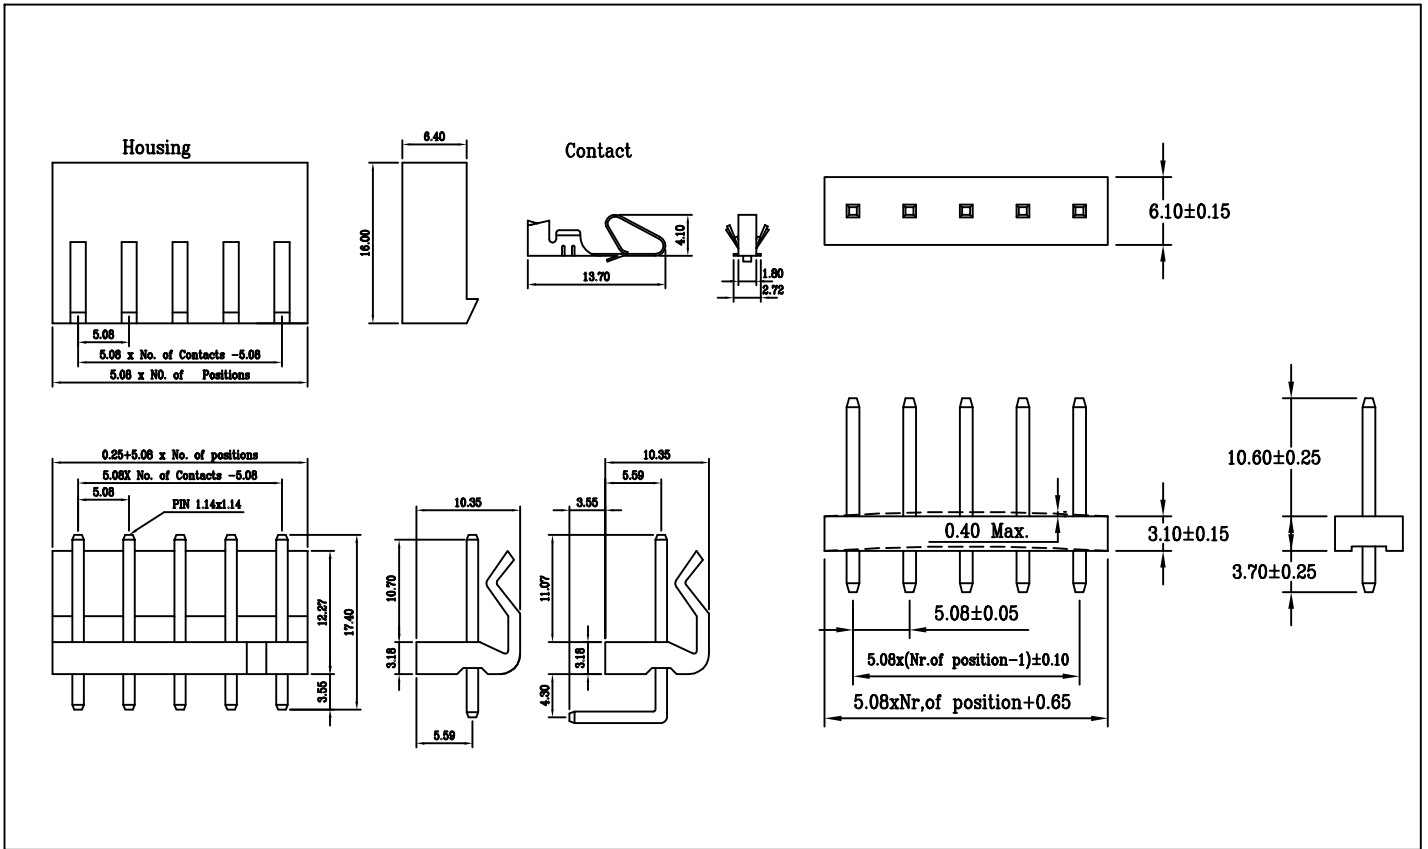 Housing
6.40
16.00
5.08
5.08 x No. of Contacts -5.08
5.08 x NO. of Positions
Contact
4.10
13.70
1.80
2.72
6.10±0.15
0.25+5.08 x No. of positions
5.08X No. of Contacts -5.08
5.08
PIN 1.14x1.14
12.27
17.40
3.55
10.35
10.70
3.18
5.59
10.35
5.59
3.55
11.07
3.18
4.30
10.60±0.25
0.40 Max.
3.10±0.15
3.70±0.25
5.08±0.05
5.08x(Nr.of position-1)±0.10
5.08xNr,of position+0.65